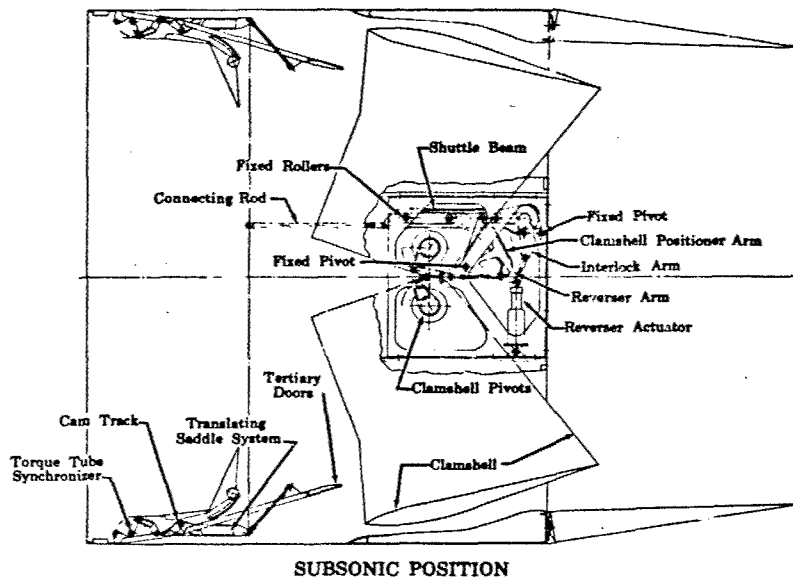 Shuttle Beam
Fixed Rollers
Connecting Rod
Fixed Pivot
Clamshell Positioner Arm
Fixed Pivot
Interlock Arm
Reverser Arm
Reverser Actuator
Tertiary
Doors
Clamshell Pivots
Cam Track
Translating
Saddle System
Torque Tube
Synchronizer
Clamshell
SUBSONIC POSITION